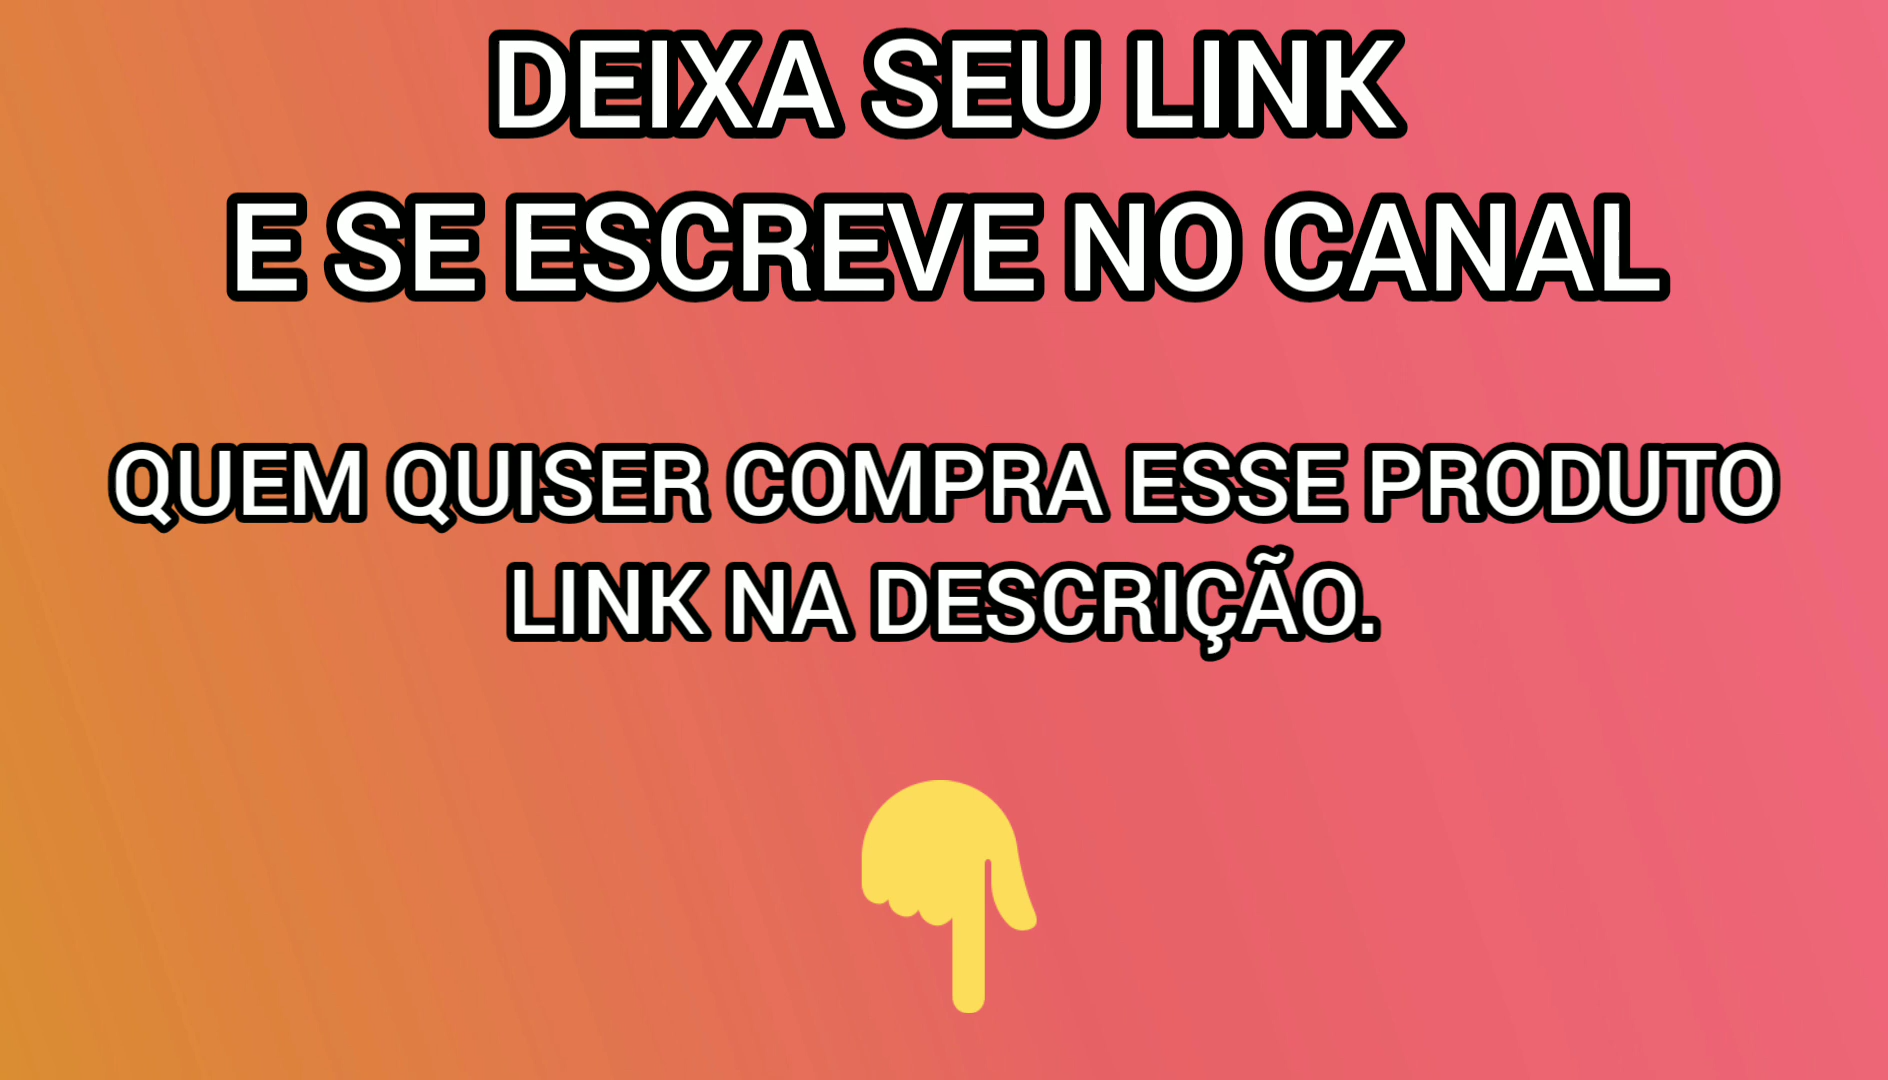 DEIXA SEU LINK
E SE ESCREVE NO CANAL
QUEM QUISER COMPRA ESSE PRODUTO
LINK NA DESCRIÇÃO.